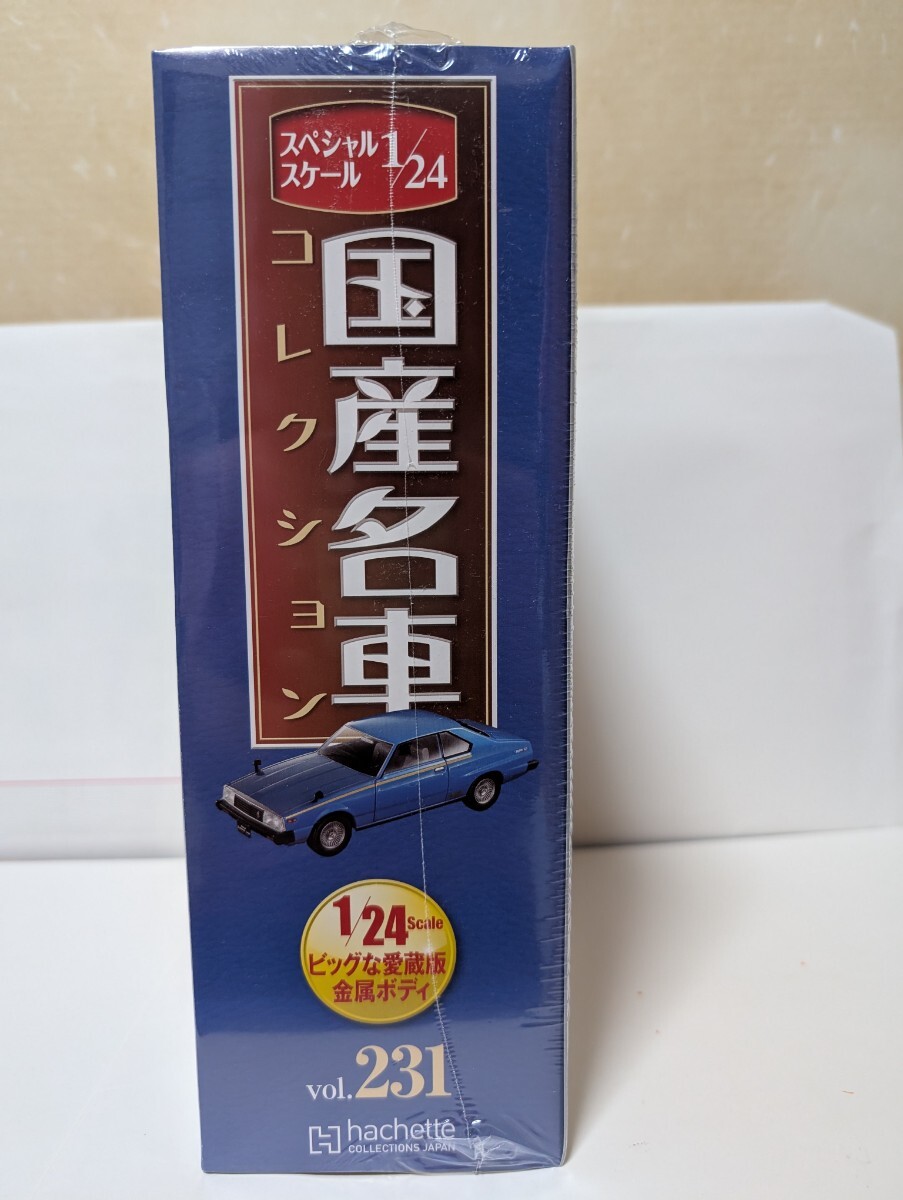 スペシャル
スケール
1/24
国産名車
コレクション
1/24 Scale
ビッグな愛蔵版
金属ボディ
vol.231
hachette
COLLECTIONS JAPAN